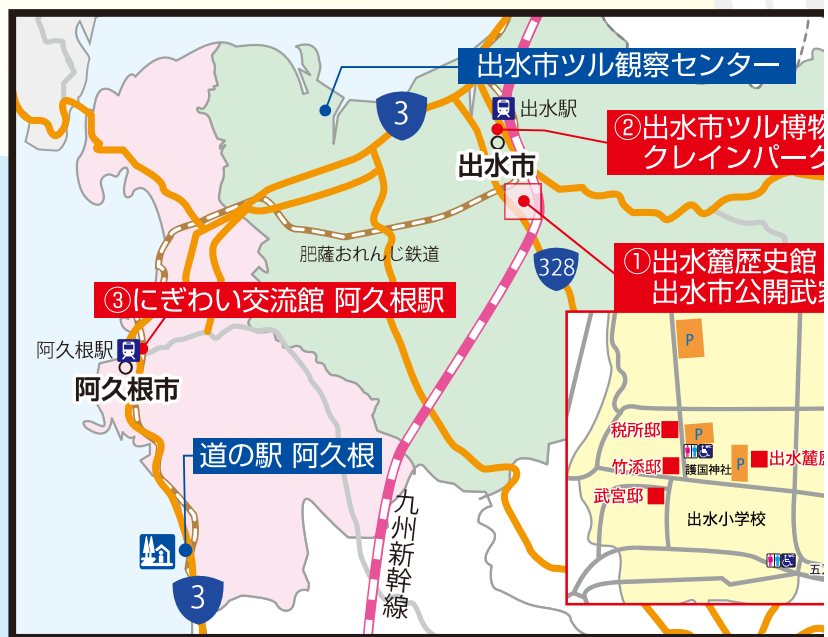 出水市ツル観察センター
3
出水駅
②出水市ツル博物
クレインパーク
出水市
肥薩おれんじ鉄道
328
①出水麓歴史館
出水市公開武家
③にぎわい交流館 阿久根駅
阿久根駅
阿久根市
道の駅 阿久根
九州新幹線
3
P
税所邸
P
竹添邸
護国神社
P
出水麓歴
武宮邸
出水小学校